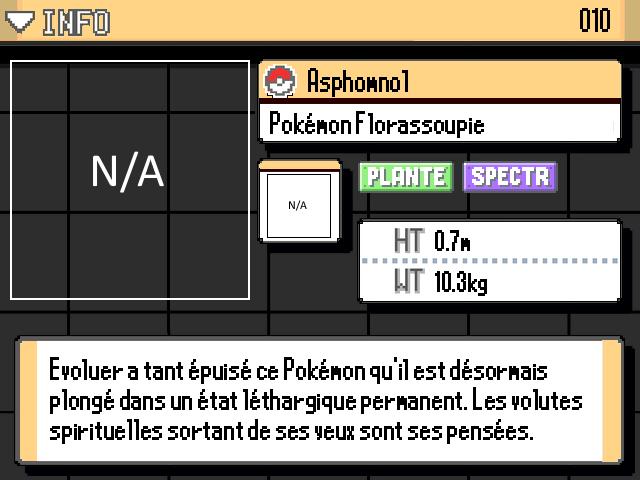 INFO
010
N/A
Asphomnol
Pokémon Florassoupie
N/A
PLANTE
SPECTR
HT 0.7m
WT 10.3kg
Evoluer a tant épuisé ce Pokémon qu'il est désormais
plongé dans un état léthargique permanent. Les volutes
spirituelles sortant de ses yeux sont ses pensées.